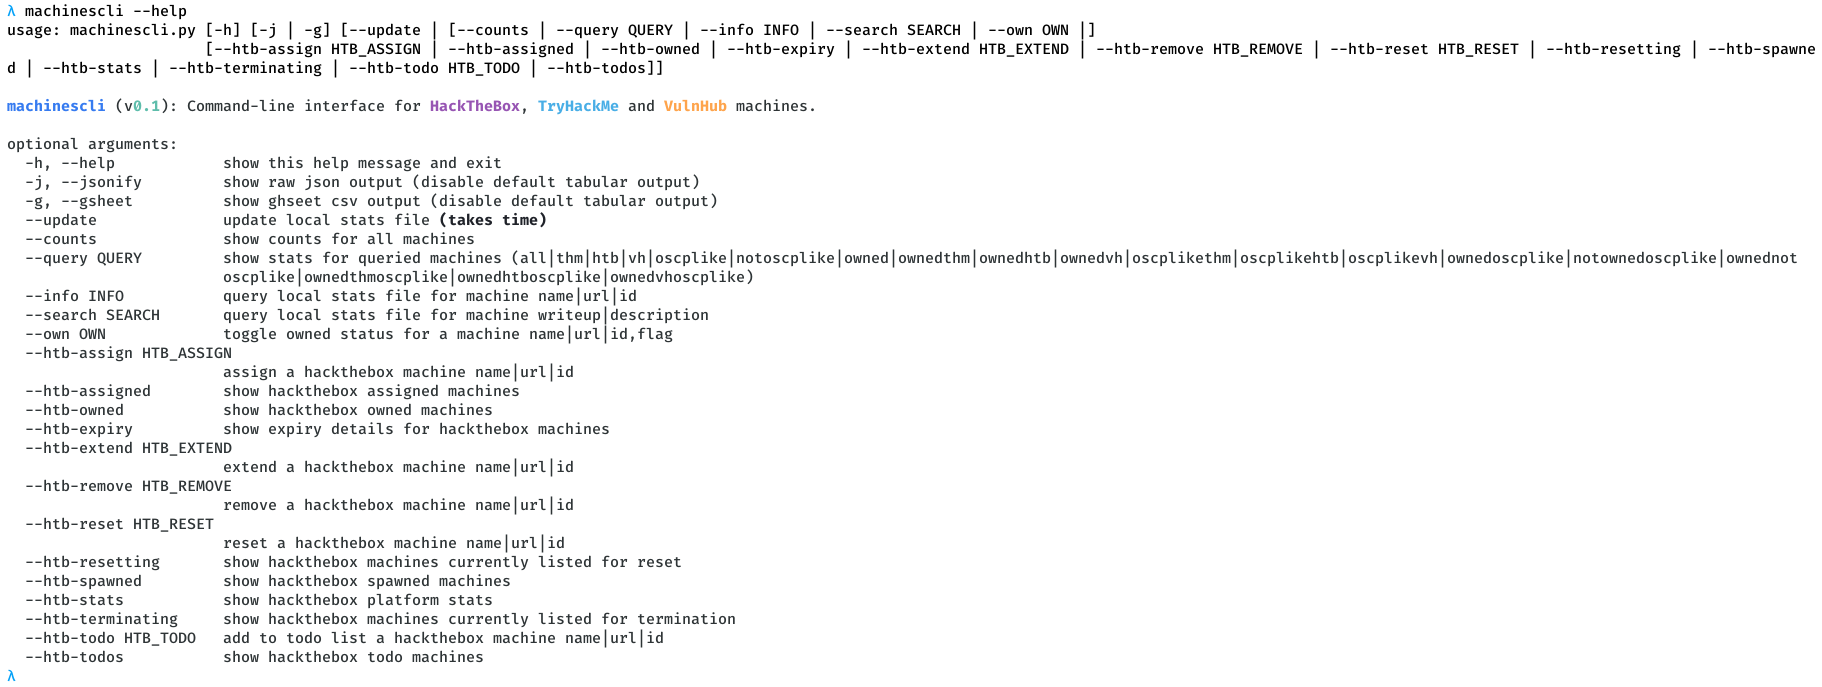 λ machinescli --help
usage: machinescli.py [-h] [-j | -g] [--update | [--counts | --query QUERY | --info INFO | --search SEARCH | --own OWN |]
                      [--htb-assign HTB_ASSIGN | --htb-assigned | --htb-owned | --htb-expiry | --htb-extend HTB_EXTEND | --htb-remove HTB_REMOVE | --htb-reset HTB_RESET | --htb-resetting | --htb-spawne
d | --htb-stats | --htb-terminating | --htb-todo HTB_TODO | --htb-todos]]

machinescli (v0.1): Command-line interface for HackTheBox, TryHackMe and VulnHub machines.

optional arguments:
  -h, --help            show this help message and exit
  -j, --jsonify         show raw json output (disable default tabular output)
  -g, --gsheet          show ghseet csv output (disable default tabular output)
  --update              update local stats file (takes time)
  --counts              show counts for all machines
  --query QUERY         show stats for queried machines (all|thm|htb|vh|oscplike|notoscplike|owned|ownedthm|ownedhtb|ownedvh|oscplikethm|oscplikehtb|oscplikevh|ownedoscplike|notownedoscplike|ownednot
                        oscplike|ownedthmoscplike|ownedhtboscplike|ownedvhoscplike)
  --info INFO           query local stats file for machine name|url|id
  --search SEARCH       query local stats file for machine writeup|description
  --own OWN             toggle owned status for a machine name|url|id,flag
  --htb-assign HTB_ASSIGN
                        assign a hackthebox machine name|url|id
  --htb-assigned        show hackthebox assigned machines
  --htb-owned           show hackthebox owned machines
  --htb-expiry          show expiry details for hackthebox machines
  --htb-extend HTB_EXTEND
                        extend a hackthebox machine name|url|id
  --htb-remove HTB_REMOVE
                        remove a hackthebox machine name|url|id
  --htb-reset HTB_RESET
                        reset a hackthebox machine name|url|id
  --htb-resetting       show hackthebox machines currently listed for reset
  --htb-spawned         show hackthebox spawned machines
  --htb-stats           show hackthebox platform stats
  --htb-terminating     show hackthebox machines currently listed for termination
  --htb-todo HTB_TODO   add to todo list a hackthebox machine name|url|id
  --htb-todos           show hackthebox todo machines
λ